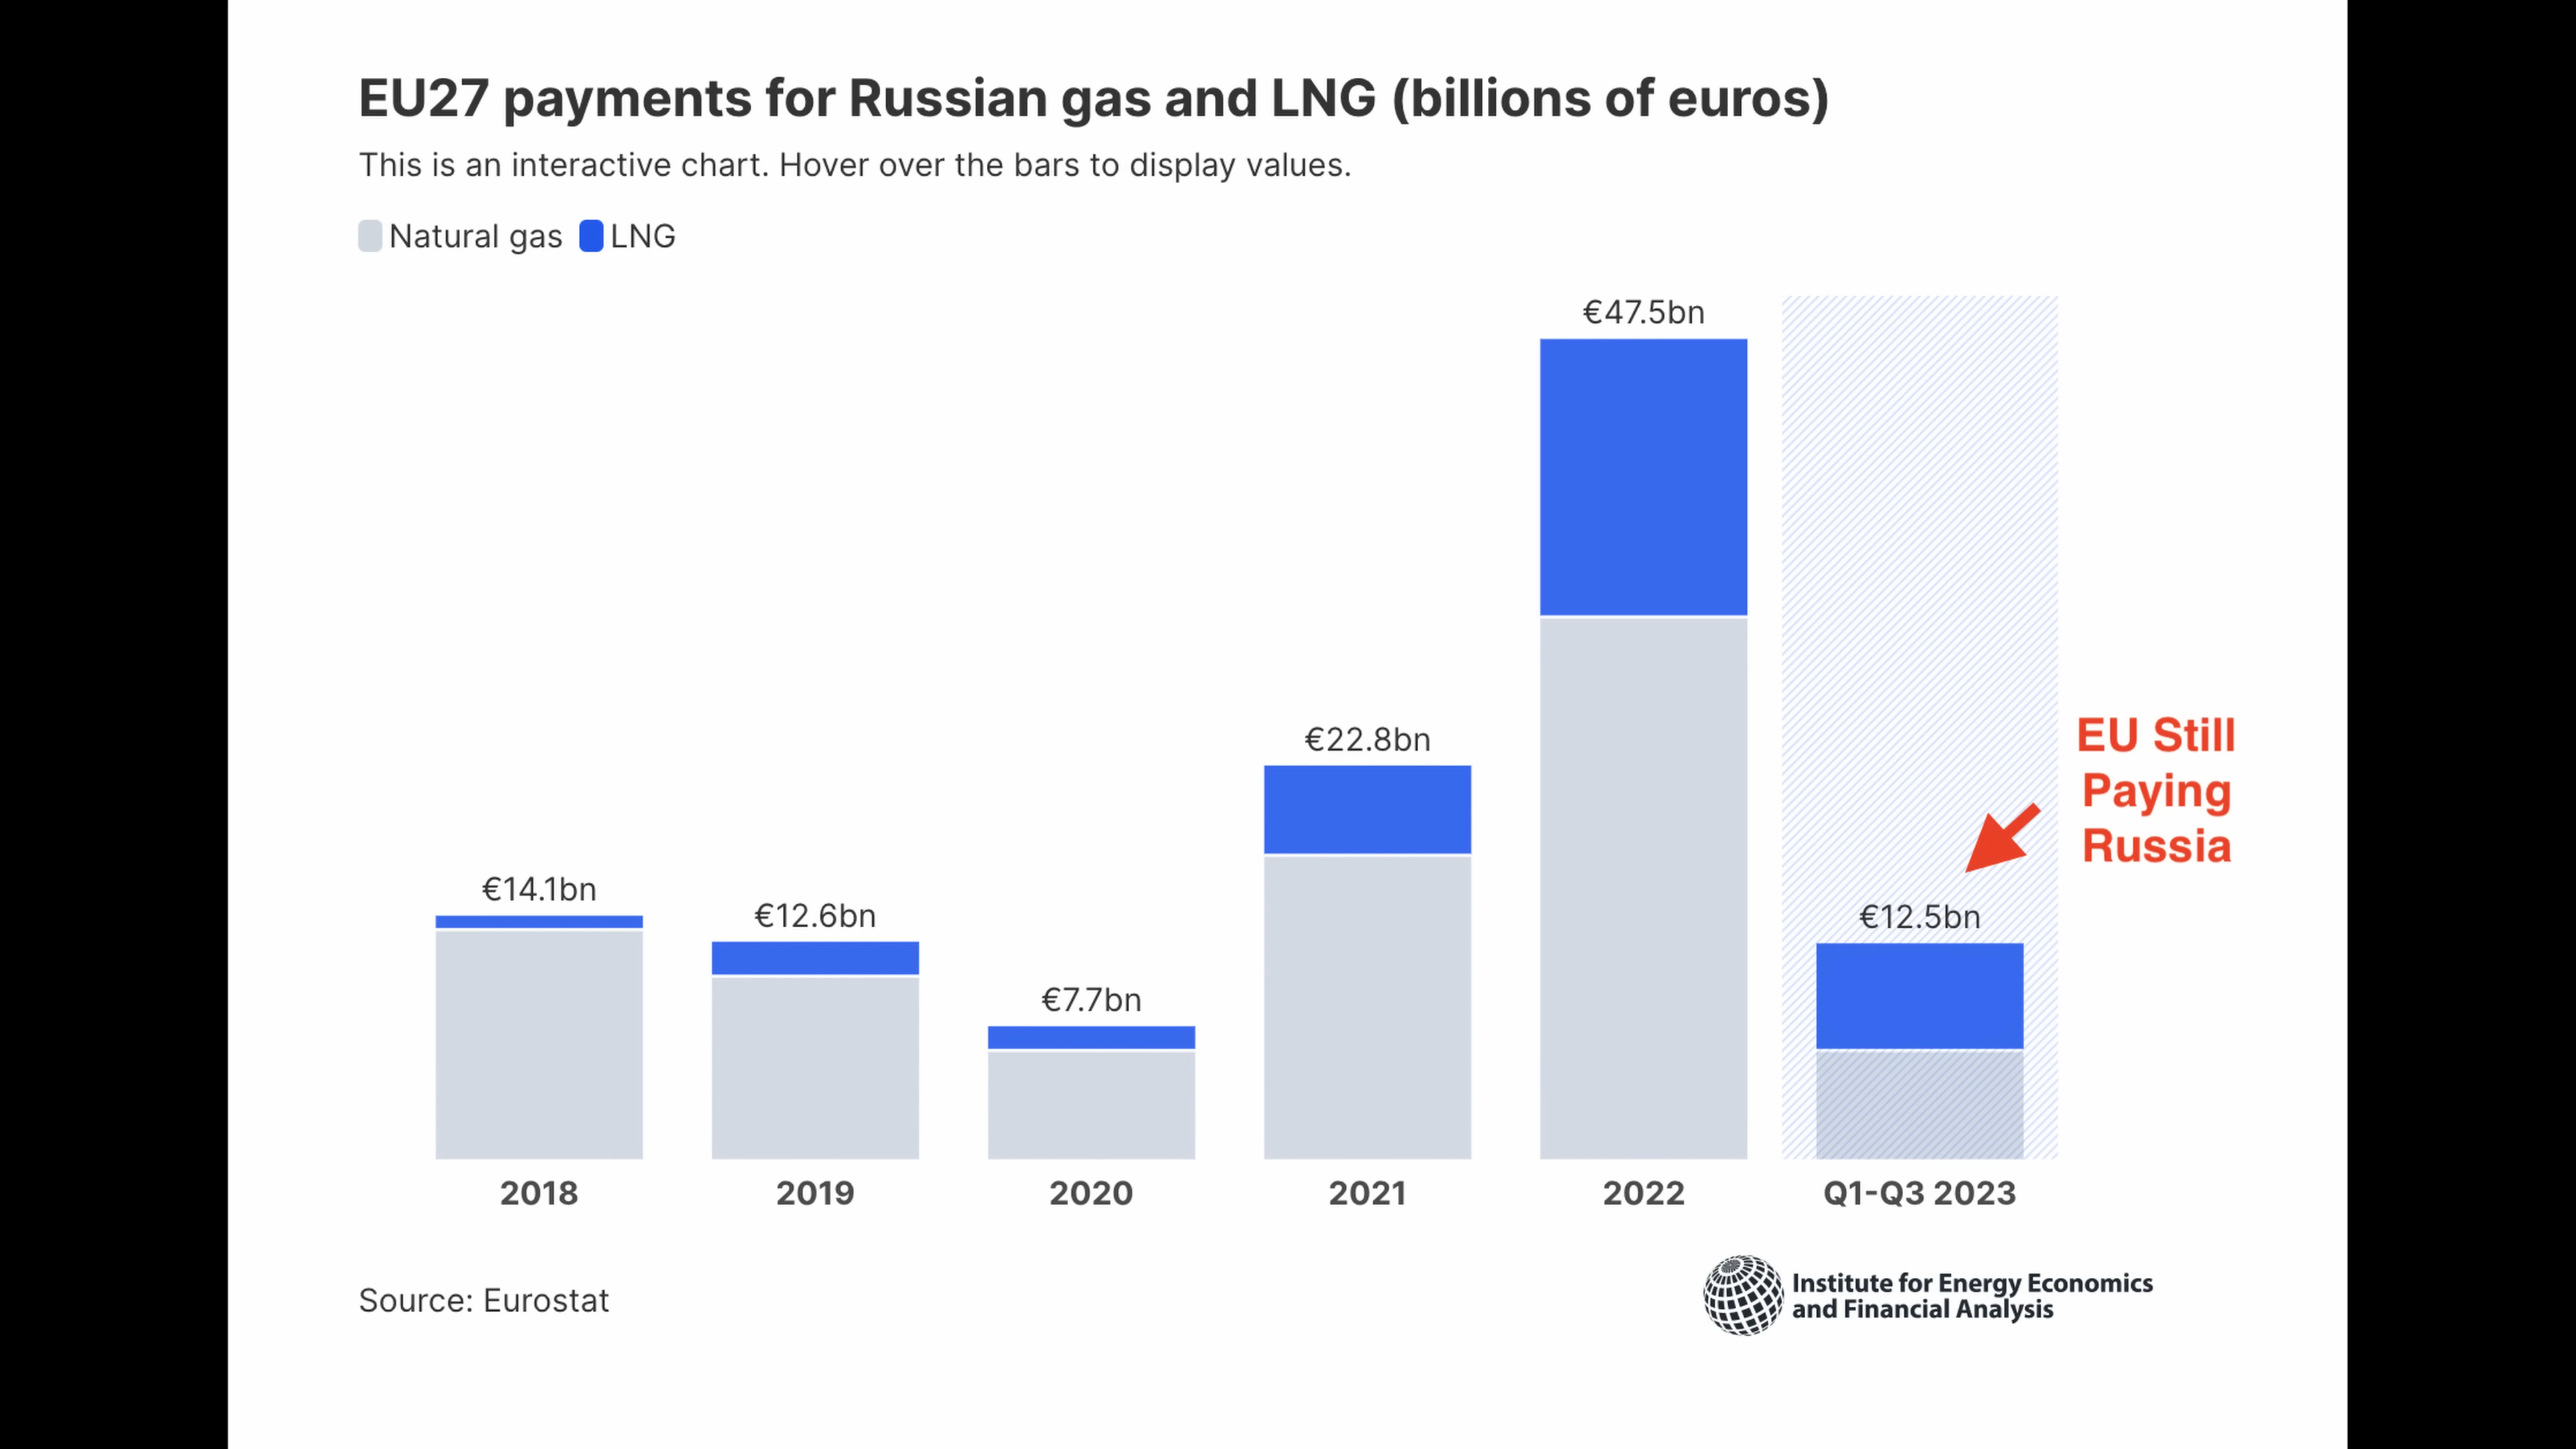 EU27 payments for Russian gas and LNG (billions of euros)
This is an interactive chart. Hover over the bars to display values.
Natural gas LNG
€47.5bn
€22.8bn
EU Still
Paying
Russia
€14.1bn
€12.6bn
€12.5bn
€7.7bn
2018 2019 2020 2021 2022 Q1-Q3 2023
Source: Eurostat
Institute for Energy Economics
and Financial Analysis